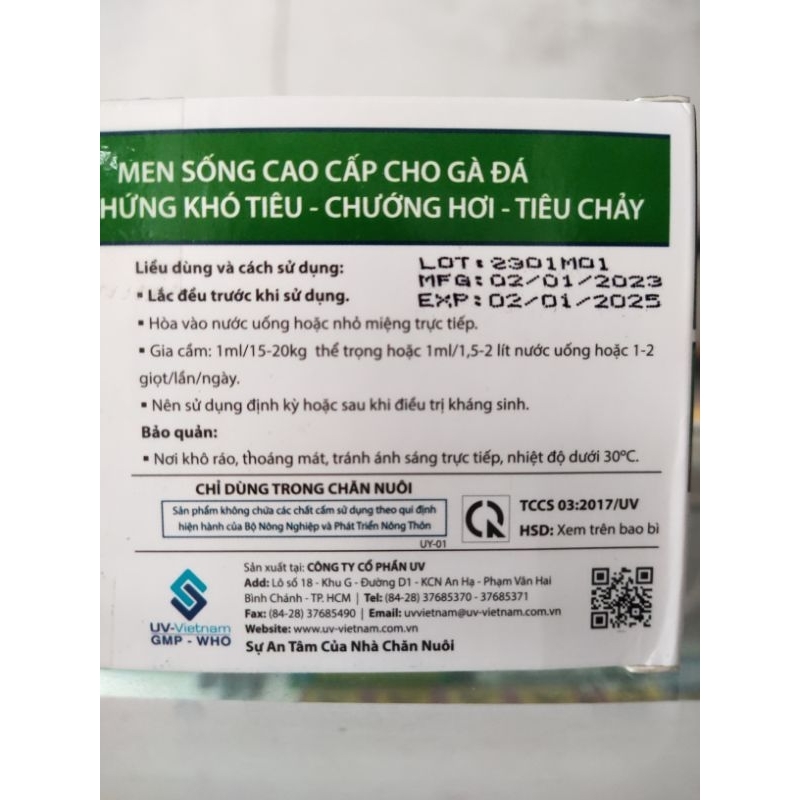 MEN SỐNG CAO CẤP CHO GÀ ĐÁ
HỨNG KHÓ TIÊU - CHƯỚNG HƠI - TIÊU CHẢY
Liều dùng và cách sử dụng:
LOT: 2301M01
MFG: 02/01/2023
EXP: 02/01/2025
▪ Lắc đều trước khi sử dụng.
▪ Hòa vào nước uống hoặc nhỏ miệng trực tiếp.
▪ Gia cầm: 1ml/15-20kg thể trọng hoặc 1ml/1,5-2 lít nước uống hoặc 1-2
giọt/lần/ngày.
▪ Nên sử dụng định kỳ hoặc sau khi điều trị kháng sinh.
Bảo quản:
▪ Nơi khô ráo, thoáng mát, tránh ánh sáng trực tiếp, nhiệt độ dưới 30ºC.
CHỈ DÙNG TRONG CHĂN NUÔI
Sản phẩm không chứa các chất cấm sử dụng theo qui định
hiện hành của Bộ Nông Nghiệp và Phát Triển Nông Thôn
UY-01
TCCS 03:2017/UV
HSD: Xem trên bao bì
Sản xuất tại: CÔNG TY CỔ PHẦN UV
Add: Lô số 18 - Khu G - Đường D1 - KCN An Hạ - Phạm Văn Hai
Bình Chánh - TP. HCM | Tel: (84-28) 37685370 - 37685371
Fax: (84-28) 37685490 | Email: uvvietnam@uv-vietnam.com.vn
Website: www.uv-vietnam.com.vn
Sự An Tâm Của Nhà Chăn Nuôi
UV-Vietnam
GMP - WHO